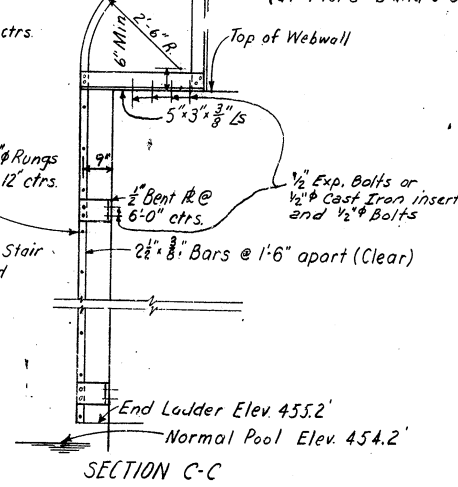 ctrs.
6" Min.
2'-6" R.
Top of Webwall
5"x3"x3/8" Ls
"φ Rungs
12" ctrs.
9"
1/2" Bent PL @
6'-0" ctrs.
1/2" Exp. Bolts or
1/2"φ Cast Iron insert
and 1/2"φ Bolts
Stair
2 1/2" x 3/8" Bars @ 1'-6" apart (Clear)
End Ladder Elev. 455.2'
Normal Pool Elev. 454.2'
SECTION C-C